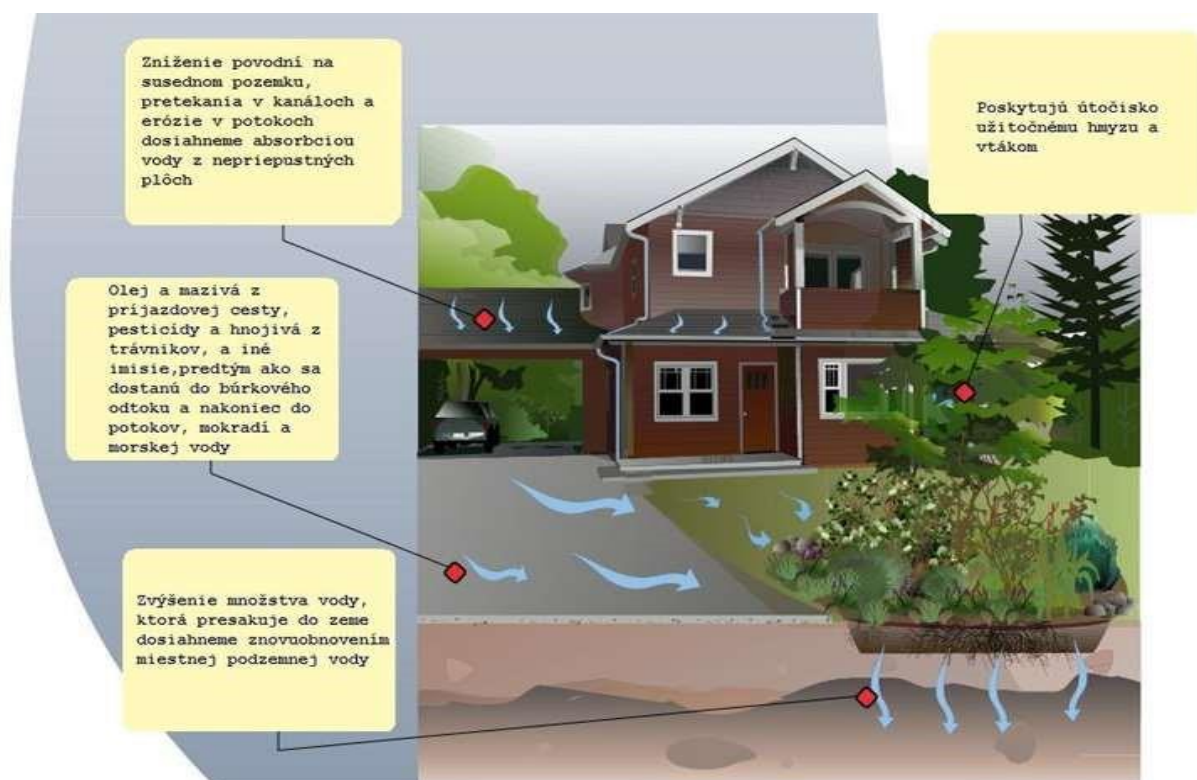 Zníženie povodní na
susednom pozemku,
pretekania v kanáloch a
erózie v potokoch
dosiahneme absorbciou
vody z nepriepustných
plôch
Poskytujú útočisko
užitočnému hmyzu a
vtákom
Olej a mazivá z
príjazdovej cesty,
pesticídy a hnojivá z
trávnikov, a iné
imisie,predtým ako sa
dostanú do búrkového
odtoku a nakoniec do
potokov, mokradí a
morskej vody
Zvýšenie množstva vody,
ktorá presakuje do zeme
dosiahneme znovuobnovením
miestnej podzemnej vody